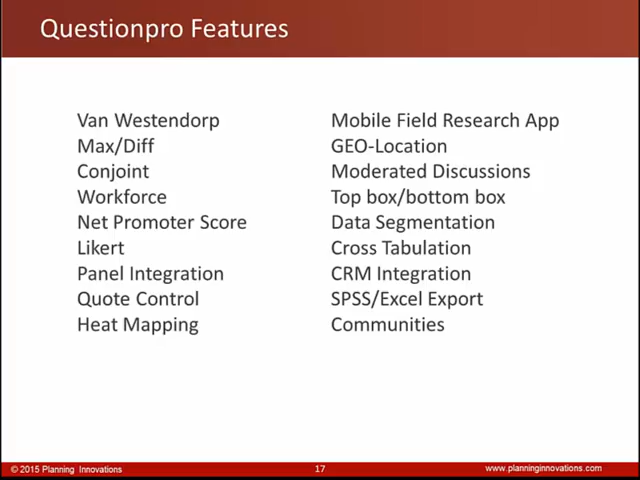 Questionpro Features
Van Westendorp
Max/Diff
Conjoint
Workforce
Net Promoter Score
Likert
Panel Integration
Quote Control
Heat Mapping
Mobile Field Research App
GEO-Location
Moderated Discussions
Top box/bottom box
Data Segmentation
Cross Tabulation
CRM Integration
SPSS/Excel Export
Communities
© 2015 Planning Innovations
17
www.planninginnovations.com